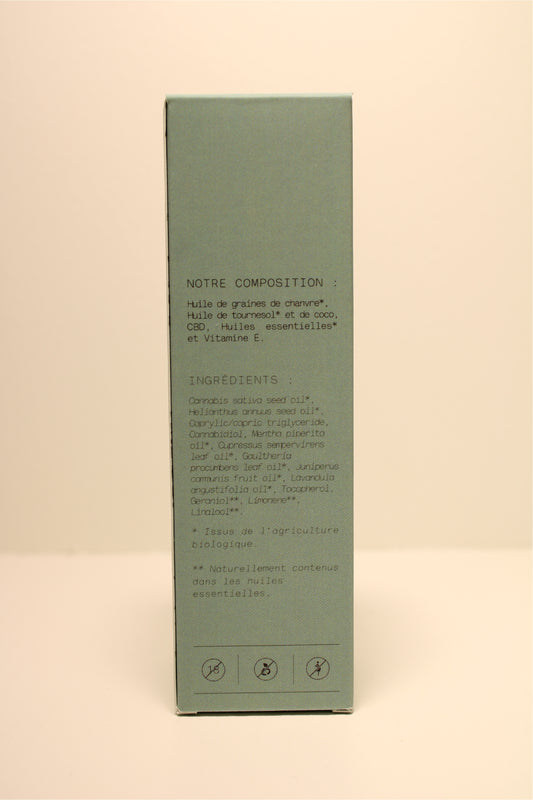 NOTRE COMPOSITION :
Huile de graines de chanvre*,
Huile de tournesol* et de coco,
CBD, Huiles essentielles*
et Vitamine E.
INGRÉDIENTS :
Cannabis sativa seed oil*,
Helianthus annuus seed oil*,
Caprylic/capric triglyceride,
Cannabidiol, Mentha piperita
oil*, Cupressus sempervirens
leaf oil*, Gaultheria
procumbens leaf oil*, Juniperus
communis fruit oil*, Lavandula
angustifolia oil*, Tocopherol.
Geraniol**, Limonene**,
Linalool**.
* Issus de l'agriculture
biologique.
** Naturellement contenus
dans les huiles
essentielles.
18